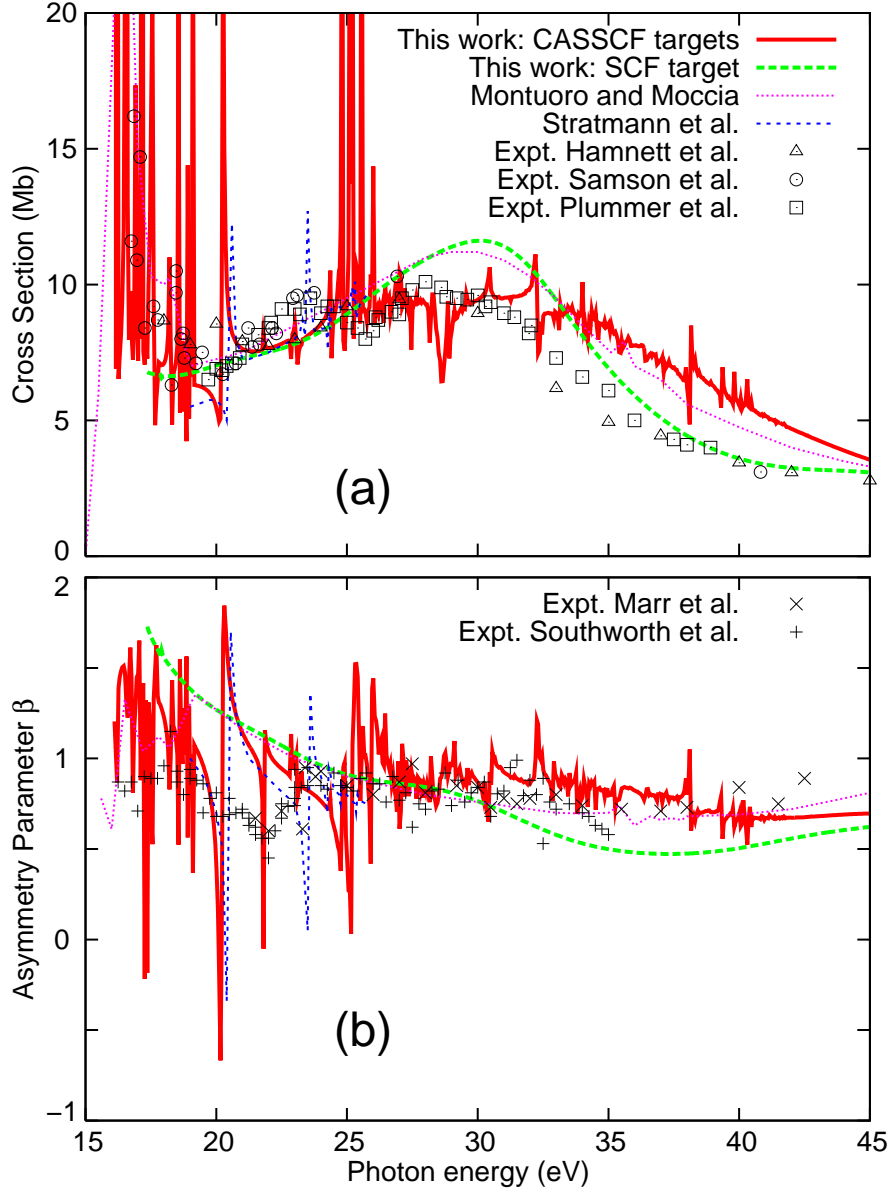 20
This work: CASSCF targets
This work: SCF target
Montuoro and Moccia
15
Stratmann et al.
Expt. Hamnett et al.
Expt. Samson et al.
Expt. Plummer et al.
Cross Section (Mb)
10
5
(a)
0
2
Expt. Marr et al.
Expt. Southworth et al.
1
Asymmetry Parameter β
0
(b)
−1
15 20 25 30 35 40 45
Photon energy (eV)